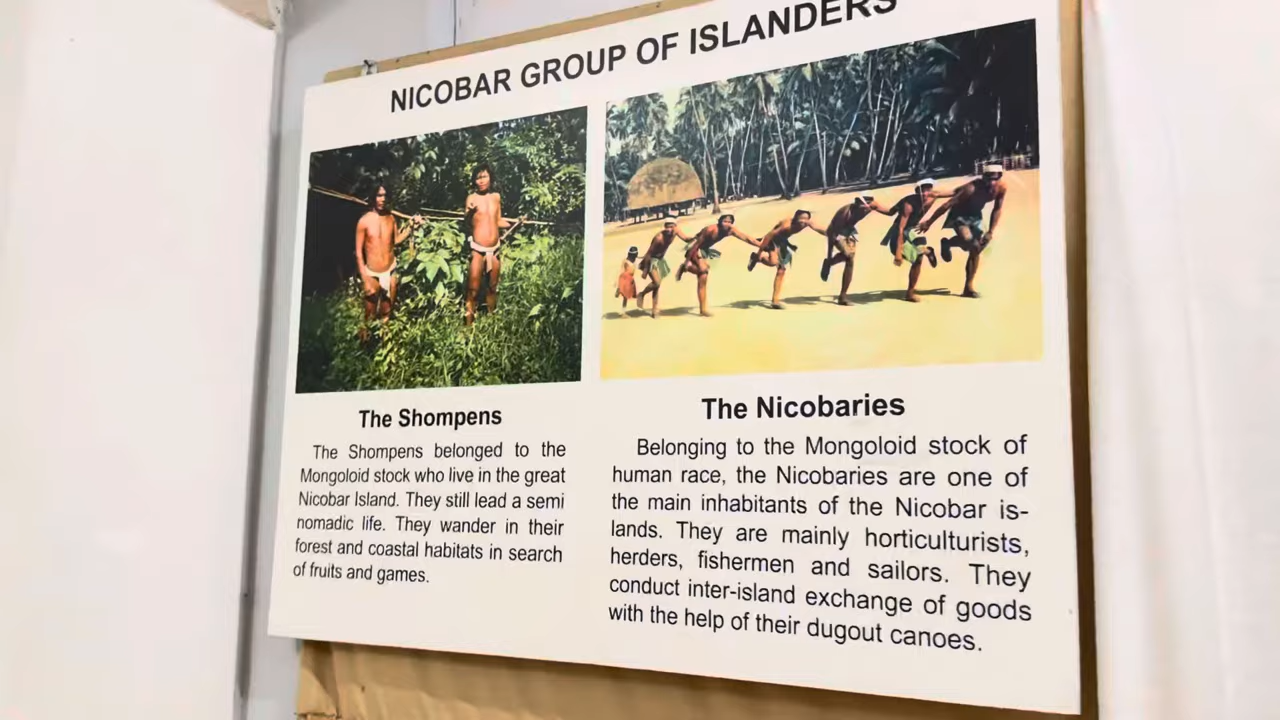 NICOBAR GROUP OF ISLANDERS
The Shompens
The Shompens belonged to the
Mongoloid stock who live in the great
Nicobar Island. They still lead a semi
nomadic life. They wander in their
forest and coastal habitats in search
of fruits and games.
The Nicobaries
Belonging to the Mongoloid stock of
human race, the Nicobaries are one of
the main inhabitants of the Nicobar is-
lands. They are mainly horticulturists,
herders, fishermen and sailors. They
conduct inter-island exchange of goods
with the help of their dugout canoes.